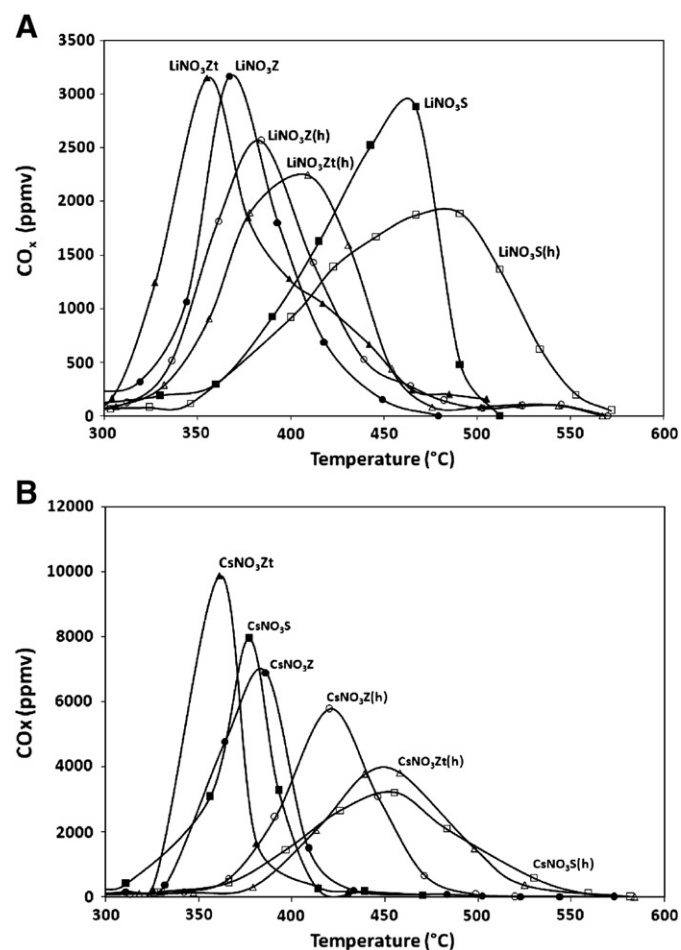 A
3500
3000
2500
2000
1500
1000
500
0
COₓ (ppmv)
LiNO₃Zt
LiNO₃Z
LiNO₃Z(h)
LiNO₃Zt(h)
LiNO₃S
LiNO₃S(h)
300 350 400 450 500 550 600
Temperature (°C)
B
12000
10000
8000
6000
4000
2000
0
COx (ppmv)
CsNO₃Zt
CsNO₃S
CsNO₃Z
CsNO₃Z(h)
CsNO₃Zt(h)
CsNO₃S(h)
300 350 400 450 500 550 600
Temperature (°C)